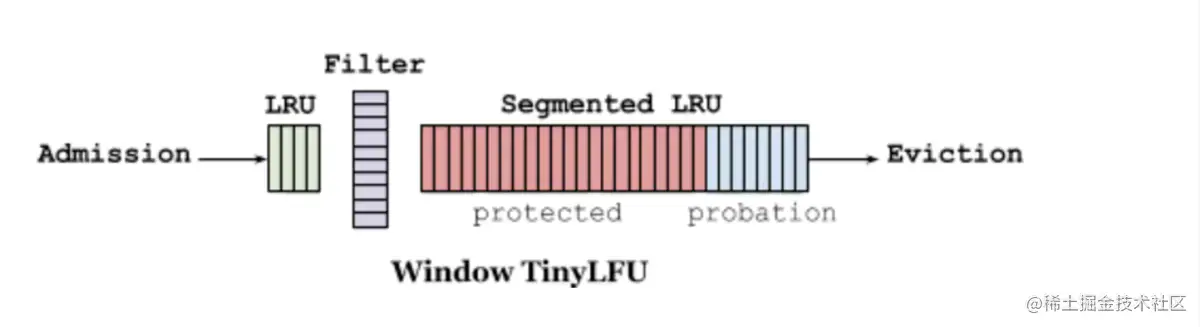 Filter
LRU
Segmented LRU
Admission
Eviction
protected
probation
Window TinyLFU
@稀土掘金技术社区